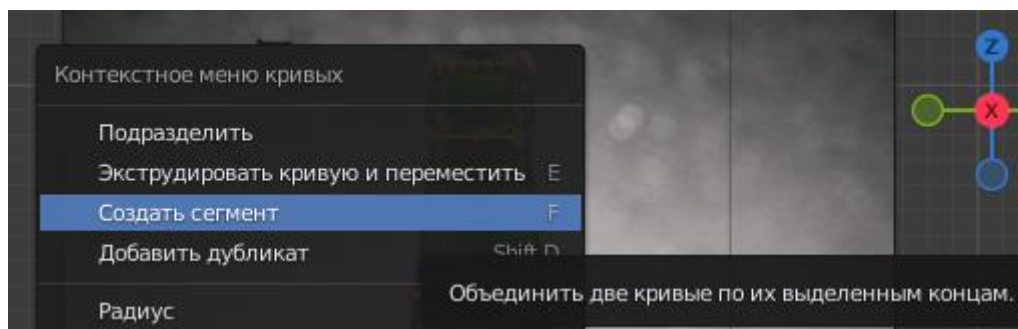 Контекстное меню кривых
Подразделить
Экструдировать кривую и переместить E
Создать сегмент F
Добавить дубликат Shift D
Радиус
Объединить две кривые по их выделенным концам.
Z
X